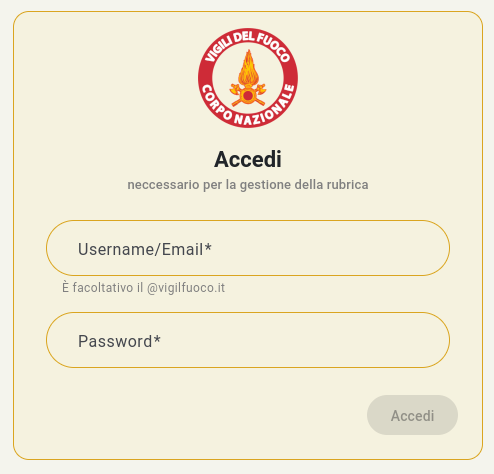 VIGILI DEL FUOCO
CORPO NAZIONALE
Accedi
neccessario per la gestione della rubrica
Username/Email*
È facoltativo il @vigilfuoco.it
Password*
Accedi